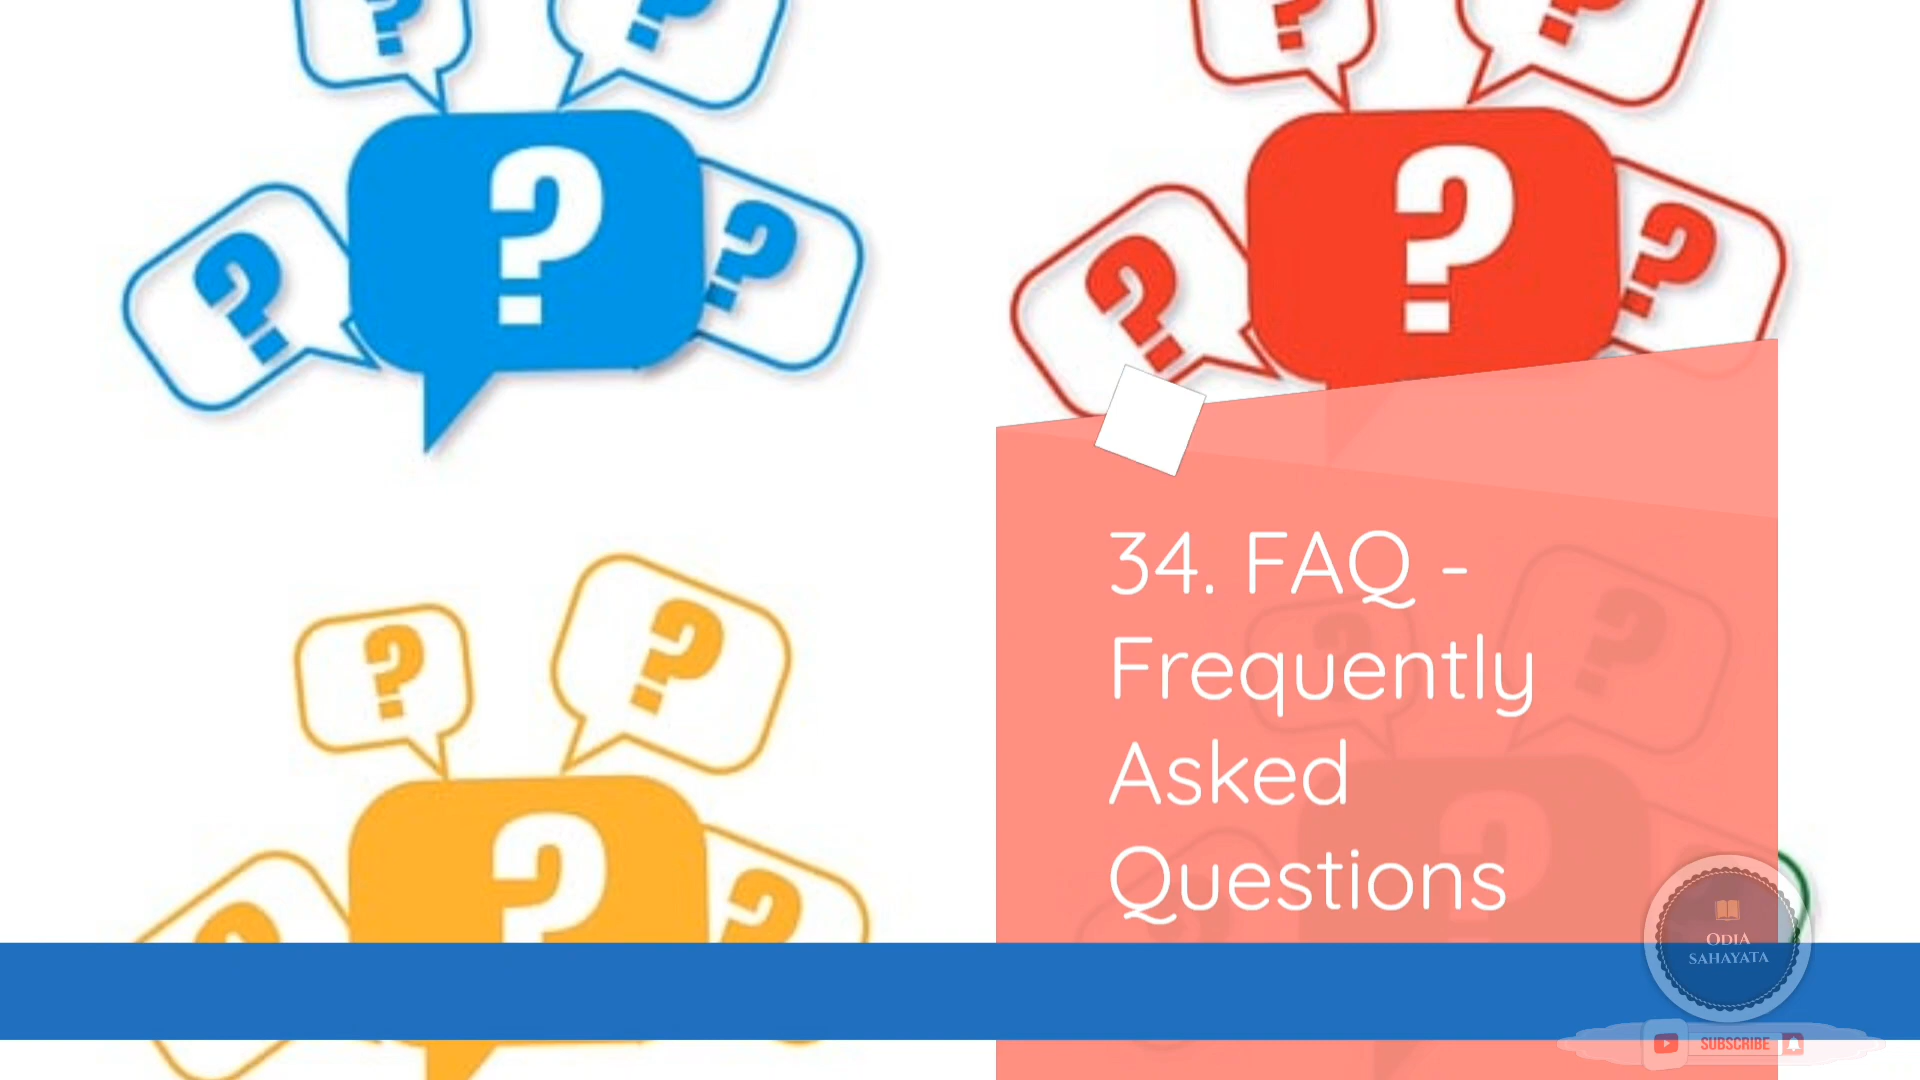 ?
?
?
?
?
?
?
?
?
?
34. FAQ -
Frequently
Asked
Questions
?
?
?
?
?
ODIA
SAHAYATA
SUBSCRIBE